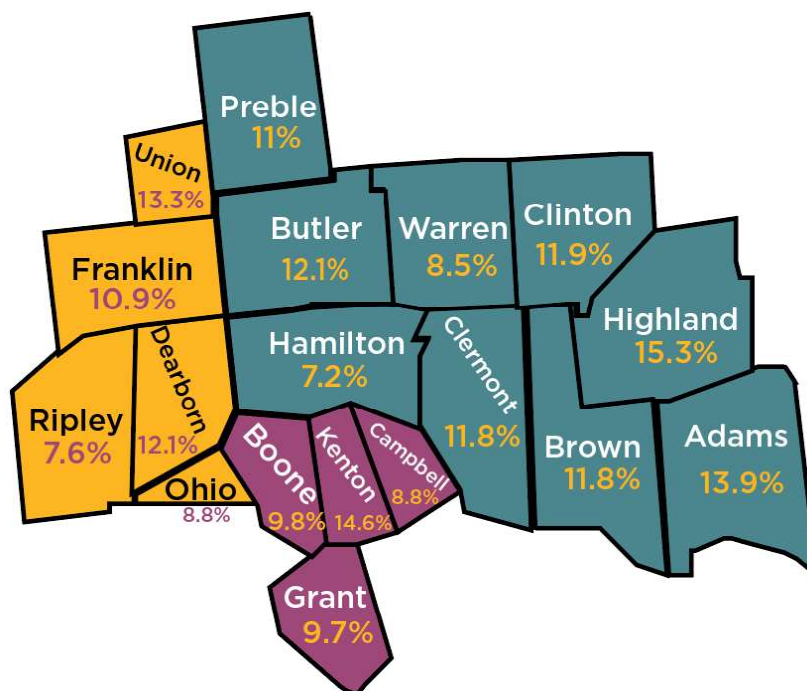 Preble
11%
Union
13.3%
Butler
12.1%
Warren
8.5%
Clinton
11.9%
Franklin
10.9%
Highland
15.3%
Hamilton
7.2%
Clermont
11.8%
Dearborn
12.1%
Ripley
7.6%
Boone
9.8%
Kenton
14.6%
Campbell
8.8%
Brown
11.8%
Adams
13.9%
Ohio
8.8%
Grant
9.7%